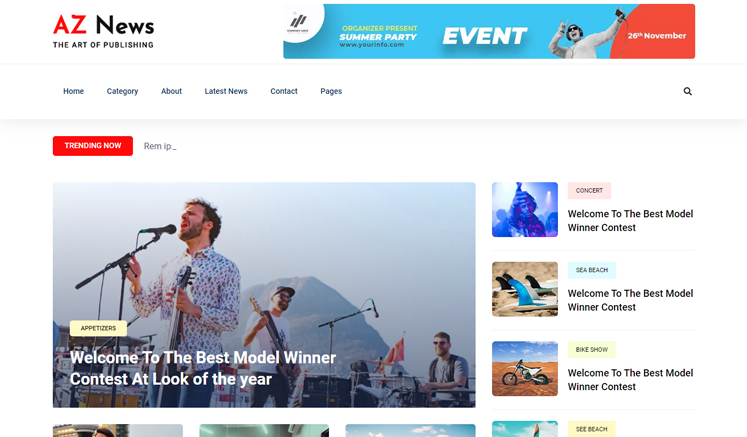 AZ News
THE ART OF PUBLISHING
ORGANIZER PRESENT
SUMMER PARTY
www.yourinfo.com
EVENT
26th November
Home Category About Latest News Contact Pages
TRENDING NOW
Rem ip_
APPETIZERS
Welcome To The Best Model Winner
Contest At Look of the year
CONCERT
Welcome To The Best Model
Winner Contest
SEA BEACH
Welcome To The Best Model
Winner Contest
BIKE SHOW
Welcome To The Best Model
Winner Contest
SEE BEACH